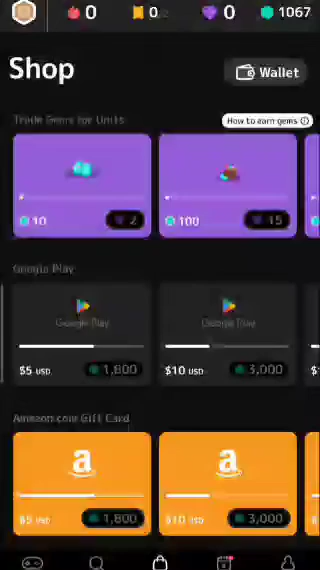 0 0 0 1067
Shop
Wallet
Trade Gems for Units
How to earn gems
10 2
100 15
Google Play
Google Play
Google Play
$5 USD 1,800
$10 USD 3,000
Amazon.com Gift Card
a
a
$5 USD 1,800
$10 USD 3,000